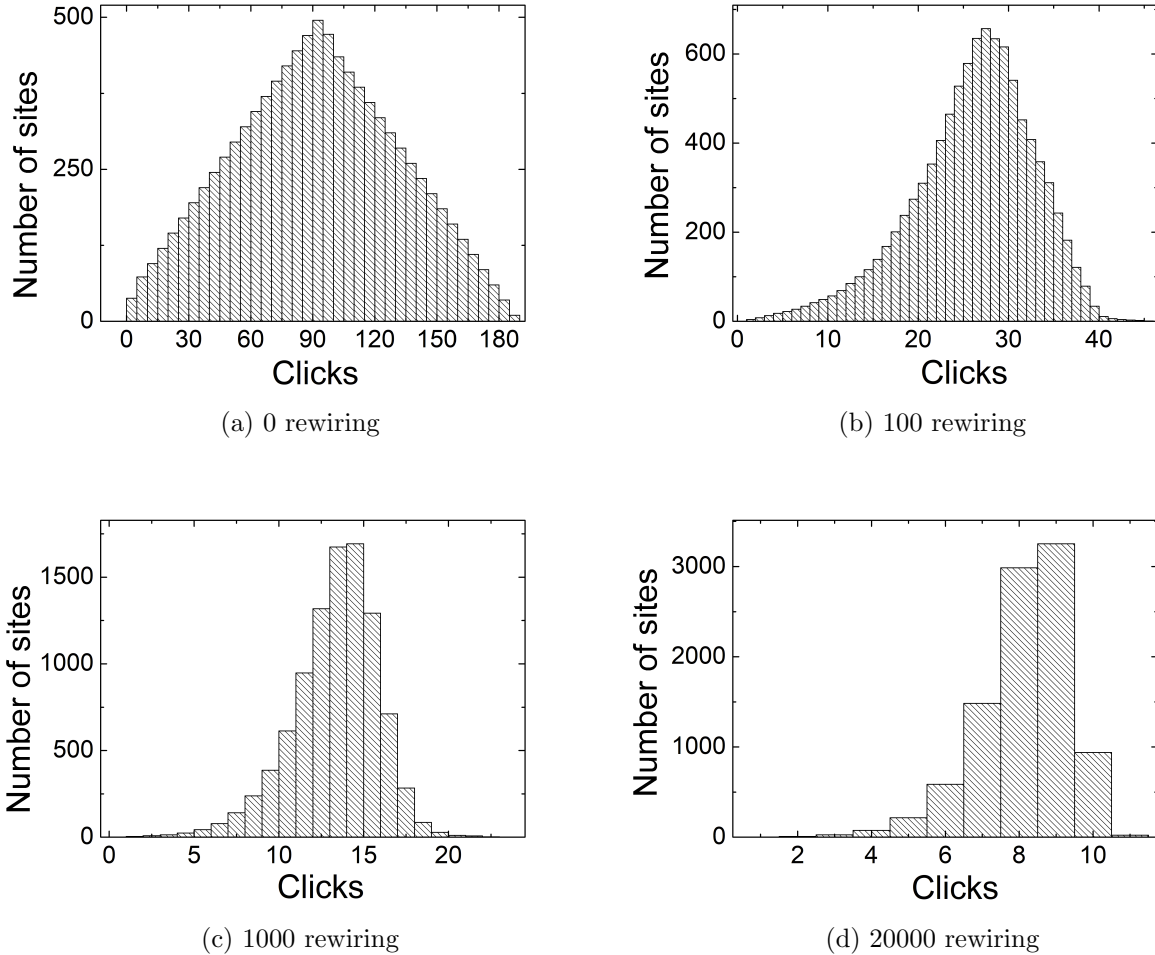 500
250
0
Number of sites
0 30 60 90 120 150 180
Clicks
(a) 0 rewiring
600
400
200
0
Number of sites
0 10 20 30 40
Clicks
(b) 100 rewiring
1500
1000
500
0
Number of sites
0 5 10 15 20
Clicks
(c) 1000 rewiring
3000
2000
1000
0
Number of sites
2 4 6 8 10
Clicks
(d) 20000 rewiring